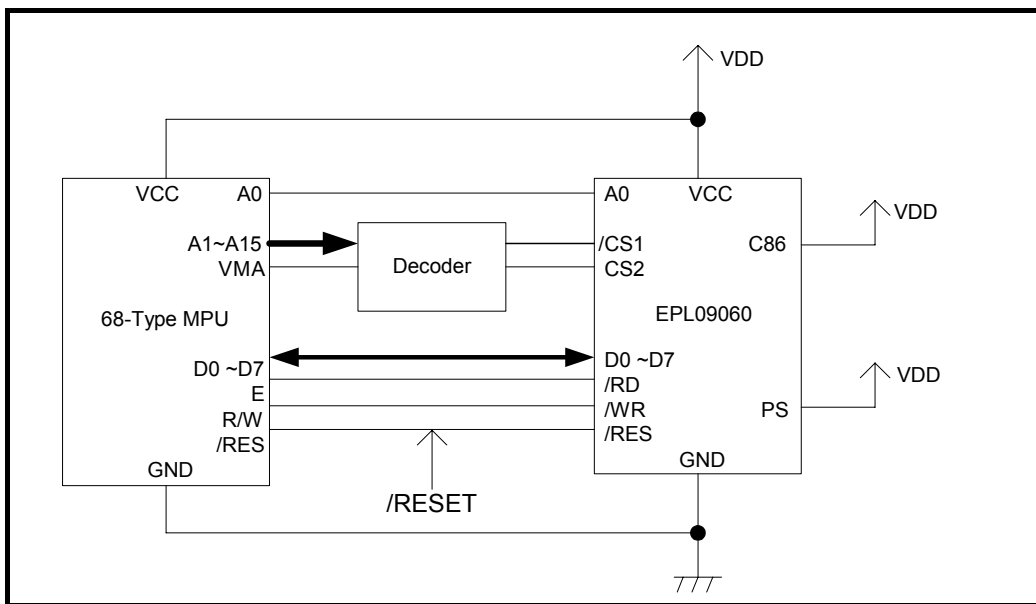 VDD
VCC A0
A0 VCC
VDD
A1~A15
/CS1
C86
VMA
Decoder
CS2
68-Type MPU
EPL09060
D0 ~D7
D0 ~D7
VDD
E
/RD
R/W
/WR
PS
/RES
/RES
GND
GND
/RESET